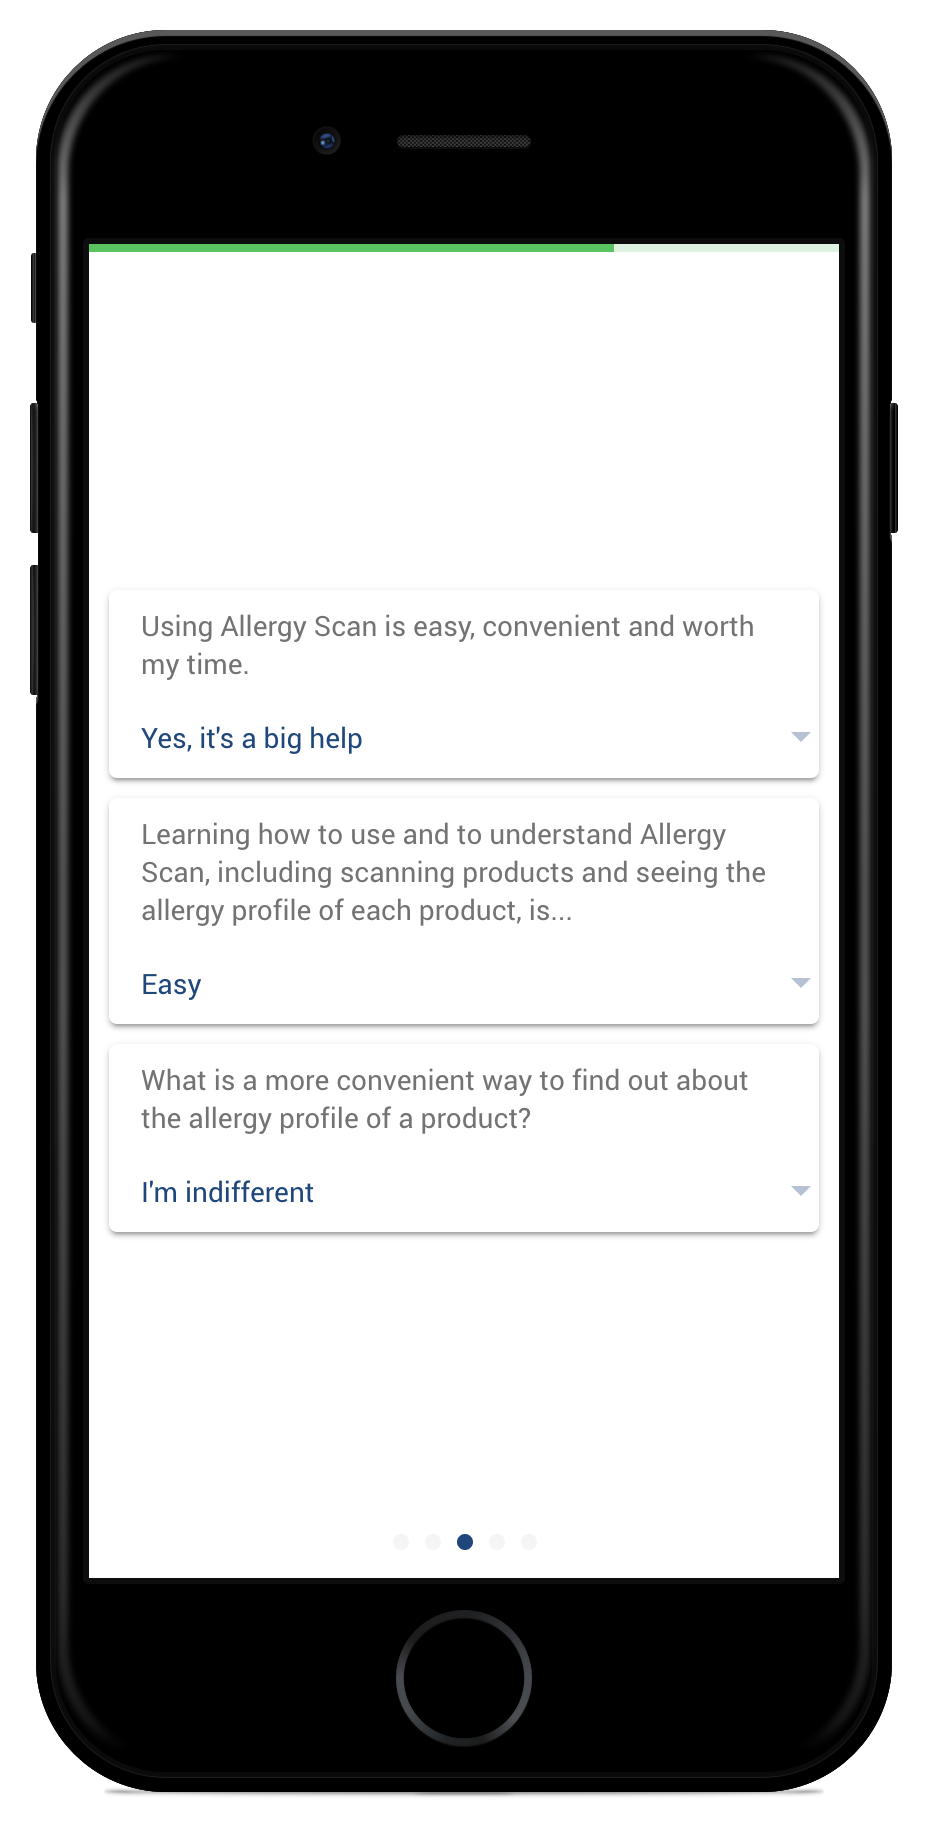 Using Allergy Scan is easy, convenient and worth
my time.
Yes, it's a big help
Learning how to use and to understand Allergy
Scan, including scanning products and seeing the
allergy profile of each product, is...
Easy
What is a more convenient way to find out about
the allergy profile of a product?
I'm indifferent